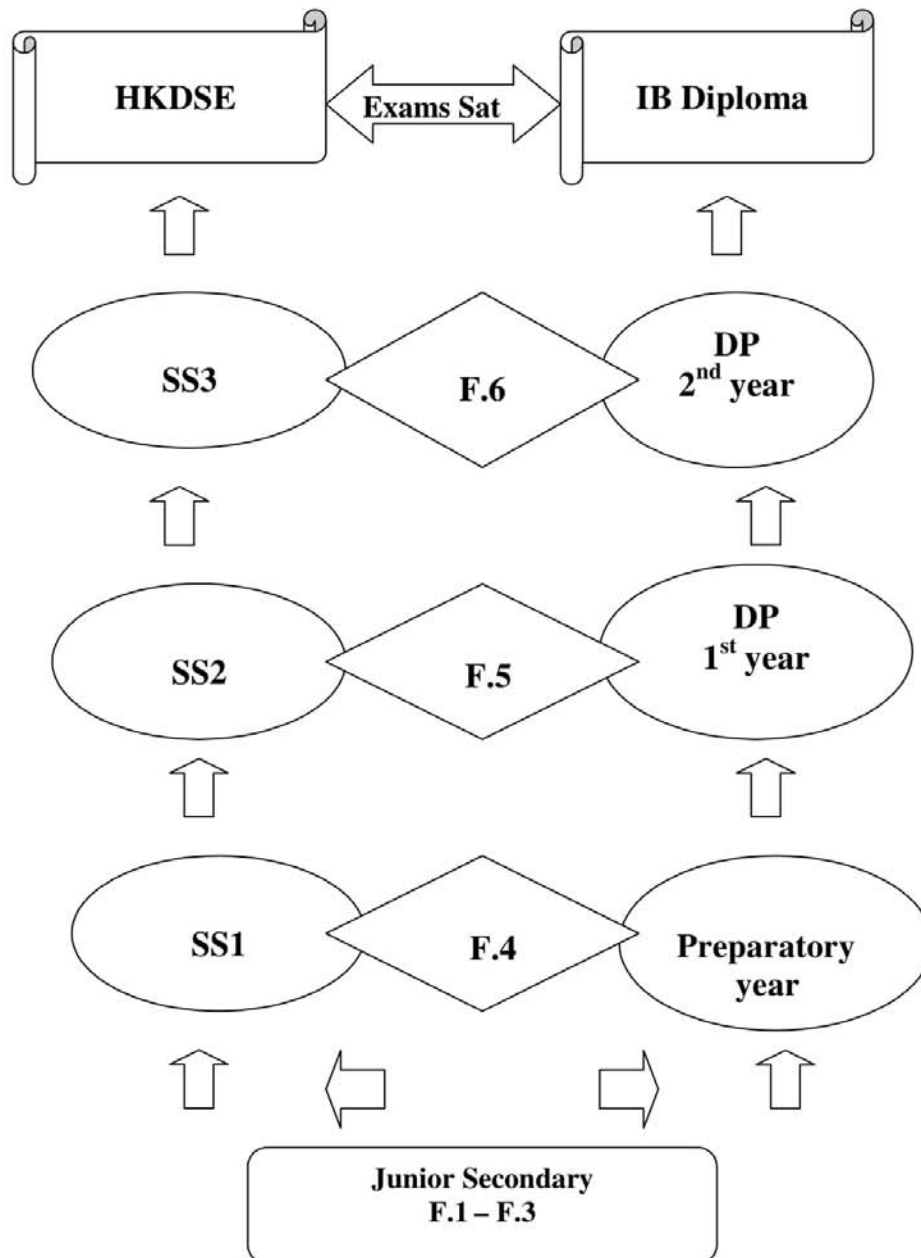 HKDSE
Exams Sat
IB Diploma
SS3
F.6
DP
2nd year
SS2
F.5
DP
1st year
SS1
F.4
Preparatory
year
Junior Secondary
F.1 – F.3